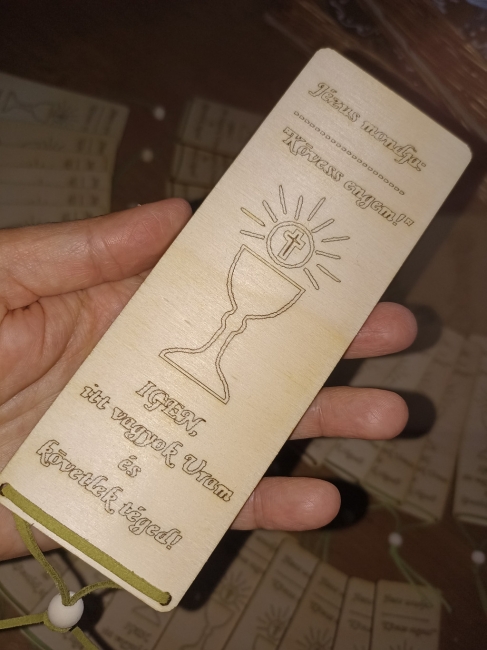 Jézus mondja:
....................
"Kövess engem!"
IGEN,
itt vagyok Uram
és
követlek téged!